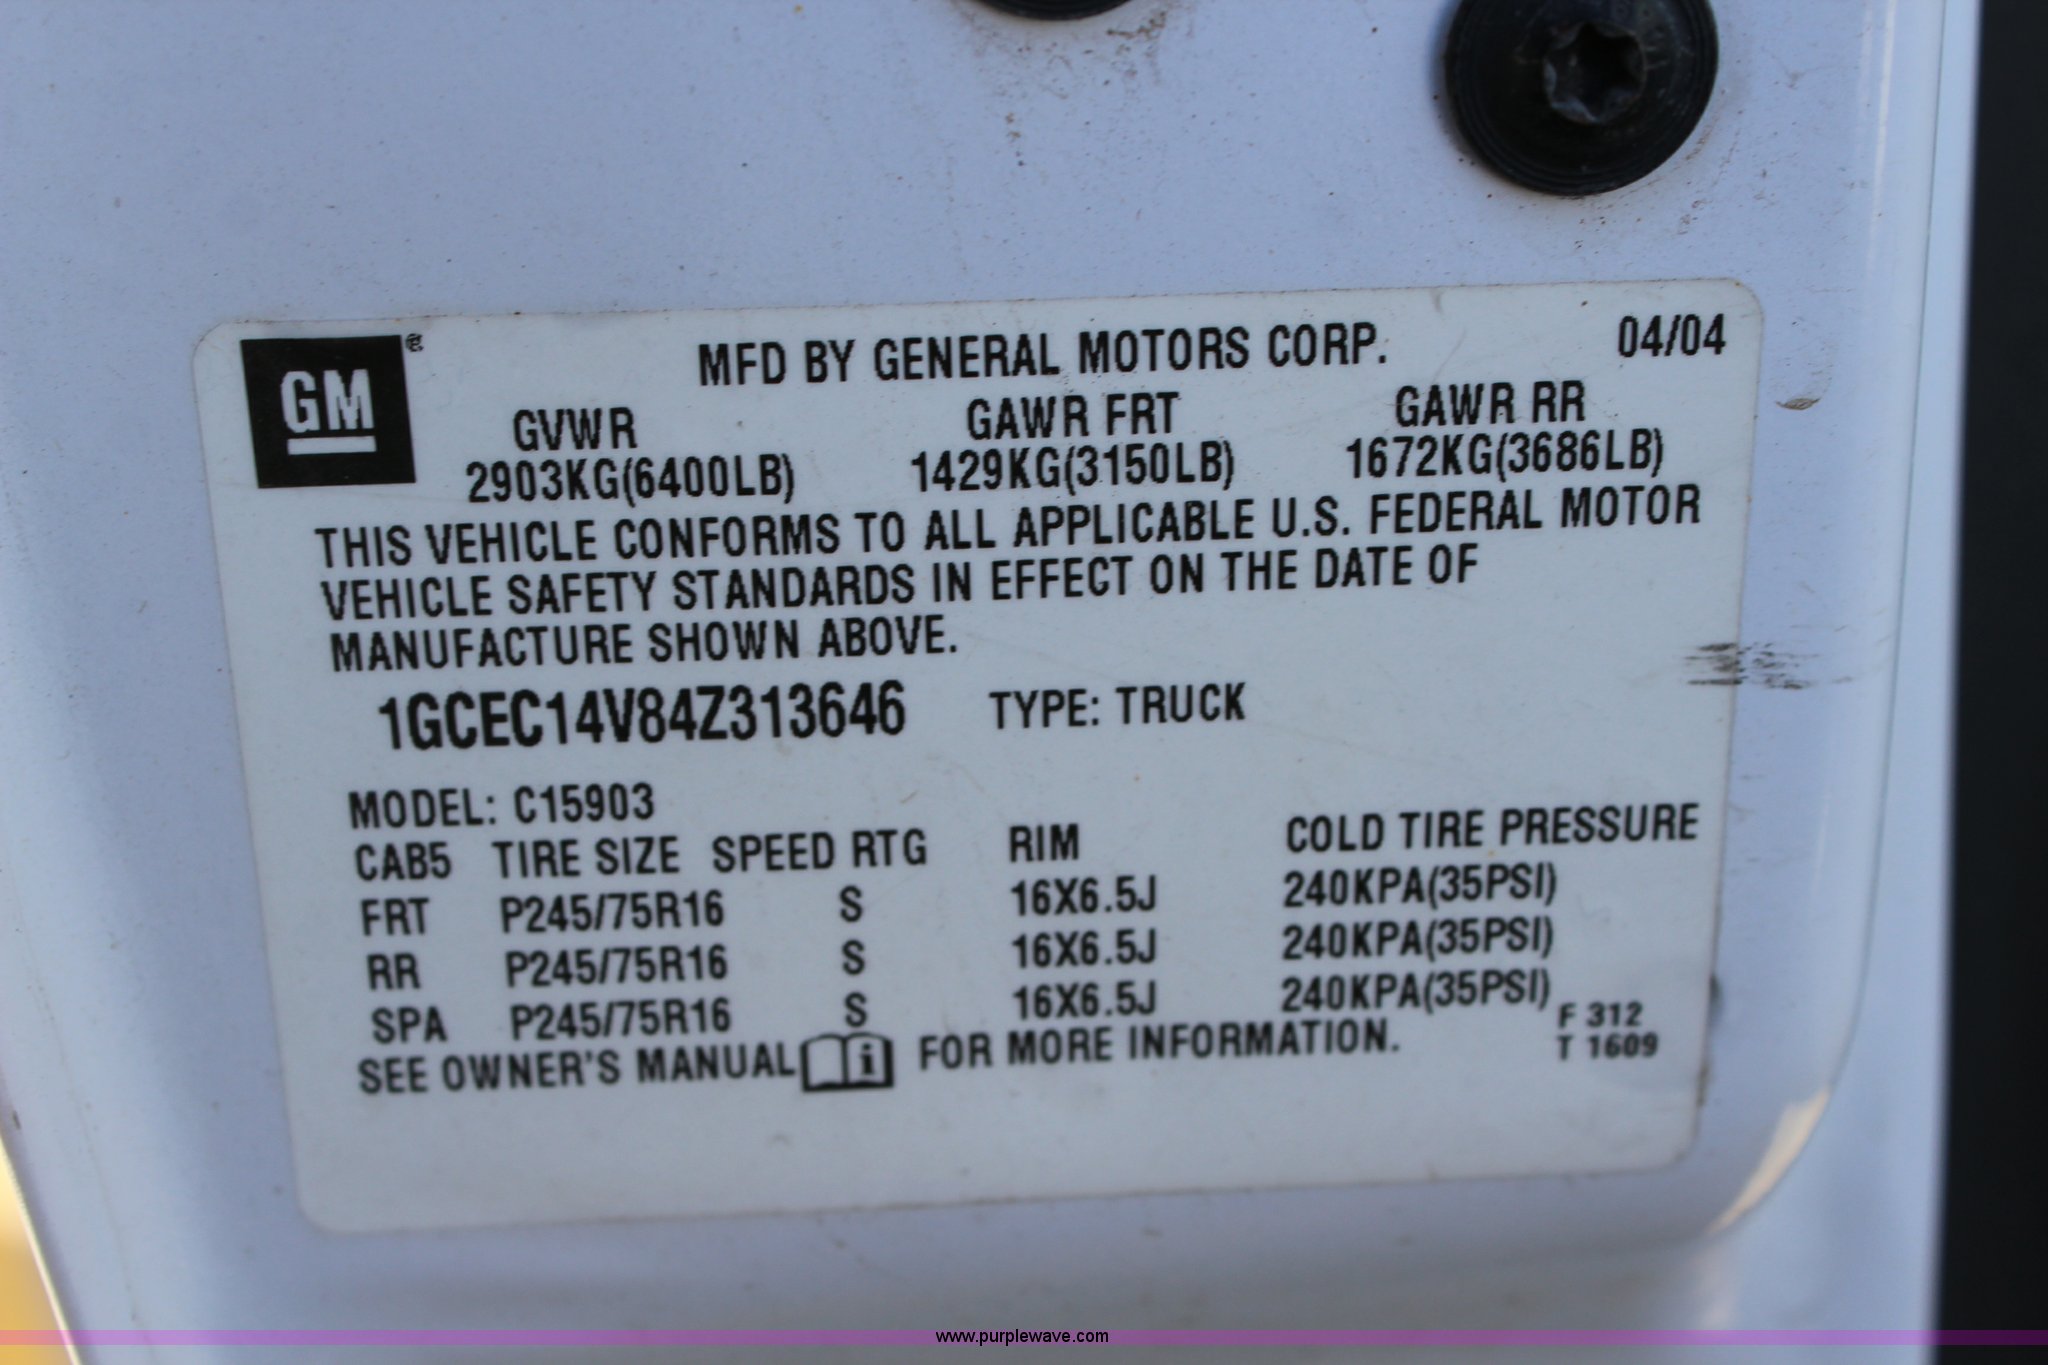 GM
MFD BY GENERAL MOTORS CORP. 04/04
GVWR GAWR FRT GAWR RR
2903KG(6400LB) 1429KG(3150LB) 1672KG(3686LB)
THIS VEHICLE CONFORMS TO ALL APPLICABLE U.S. FEDERAL MOTOR
VEHICLE SAFETY STANDARDS IN EFFECT ON THE DATE OF
MANUFACTURE SHOWN ABOVE.
1GCEC14V84Z313646 TYPE: TRUCK
MODEL: C15903
CAB5 TIRE SIZE SPEED RTG RIM COLD TIRE PRESSURE
FRT P245/75R16 S 16X6.5J 240KPA(35PSI)
RR P245/75R16 S 16X6.5J 240KPA(35PSI)
SPA P245/75R16 S 16X6.5J 240KPA(35PSI)
SEE OWNER'S MANUAL i FOR MORE INFORMATION.
F 312
T 1609
www.purplewave.com